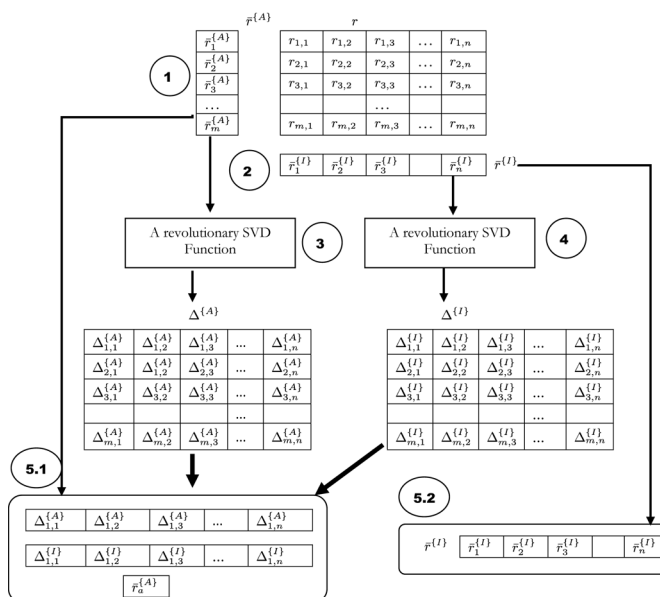 r̄^{A} r
r̄_1^{A} r_{1,1} r_{1,2} r_{1,3} ... r_{1,n}
r̄_2^{A} r_{2,1} r_{2,2} r_{2,3} ... r_{2,n}
1 r̄_3^{A} r_{3,1} r_{3,2} r_{3,3} ... r_{3,n}
... ...
r̄_m^{A} r_{m,1} r_{m,2} r_{m,3} ... r_{m,n}
2 r̄_1^{I} r̄_2^{I} r̄_3^{I} r̄_n^{I} r̄^{I}
A revolutionary SVD
Function
3
A revolutionary SVD
Function
4
Δ^{A} Δ^{I}
Δ_{1,1}^{A} Δ_{1,2}^{A} Δ_{1,3}^{A} ... Δ_{1,n}^{A}
Δ_{2,1}^{A} Δ_{1,2}^{A} Δ_{2,3}^{A} ... Δ_{2,n}^{A}
Δ_{3,1}^{A} Δ_{3,2}^{A} Δ_{3,3}^{A} ... Δ_{3,n}^{A}
...
Δ_{m,1}^{A} Δ_{m,2}^{A} Δ_{m,3}^{A} ... Δ_{m,n}^{A}
Δ_{1,1}^{I} Δ_{1,2}^{I} Δ_{1,3}^{I} ... Δ_{1,n}^{I}
Δ_{2,1}^{I} Δ_{2,2}^{I} Δ_{2,3}^{I} ... Δ_{2,n}^{I}
Δ_{3,1}^{I} Δ_{3,2}^{I} Δ_{3,3}^{I} ... Δ_{3,n}^{I}
...
Δ_{m,1}^{I} Δ_{m,2}^{I} Δ_{m,3}^{I} ... Δ_{m,n}^{I}
5.1
Δ_{1,1}^{A} Δ_{1,2}^{A} Δ_{1,3}^{A} ... Δ_{1,n}^{A}
Δ_{1,1}^{I} Δ_{1,2}^{I} Δ_{1,3}^{I} ... Δ_{1,n}^{I}
r̄_a^{A}
5.2
r̄^{I} r̄_1^{I} r̄_2^{I} r̄_3^{I} r̄_n^{I}